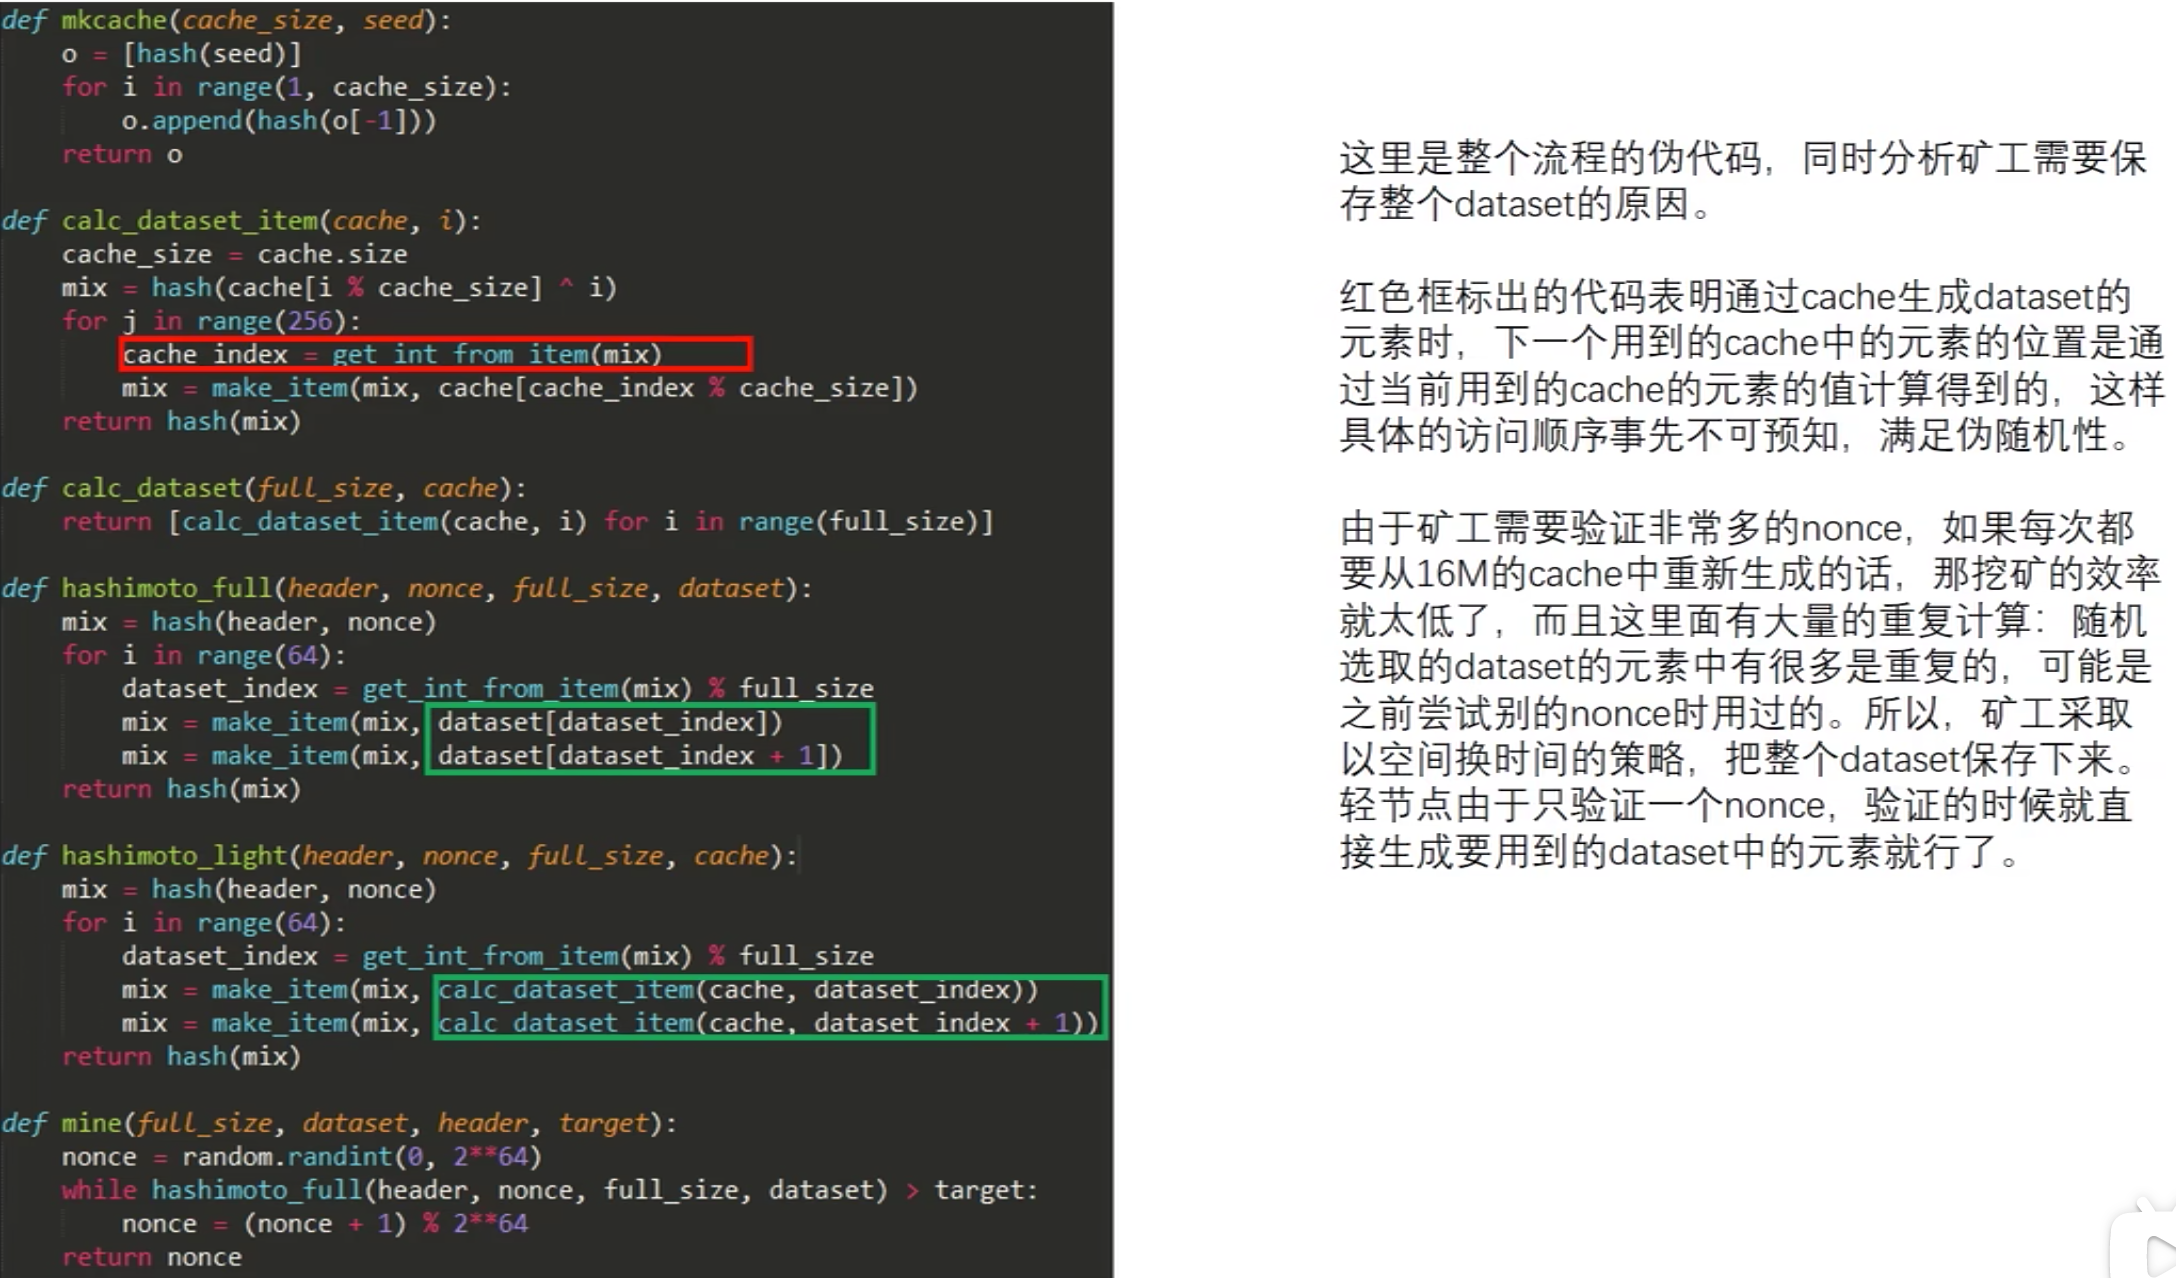 def mkcache(cache_size, seed):
    o = [hash(seed)]
    for i in range(1, cache_size):
        o.append(hash(o[-1]))
    return o

def calc_dataset_item(cache, i):
    cache_size = cache.size
    mix = hash(cache[i % cache_size] ^ i)
    for j in range(256):
        cache_index = get_int_from_item(mix)
        mix = make_item(mix, cache[cache_index % cache_size])
    return hash(mix)

def calc_dataset(full_size, cache):
    return [calc_dataset_item(cache, i) for i in range(full_size)]

def hashimoto_full(header, nonce, full_size, dataset):
    mix = hash(header, nonce)
    for i in range(64):
        dataset_index = get_int_from_item(mix) % full_size
        mix = make_item(mix, dataset[dataset_index])
        mix = make_item(mix, dataset[dataset_index + 1])
    return hash(mix)

def hashimoto_light(header, nonce, full_size, cache):
    mix = hash(header, nonce)
    for i in range(64):
        dataset_index = get_int_from_item(mix) % full_size
        mix = make_item(mix, calc_dataset_item(cache, dataset_index))
        mix = make_item(mix, calc_dataset_item(cache, dataset_index + 1))
    return hash(mix)

def mine(full_size, dataset, header, target):
    nonce = random.randint(0, 2**64)
    while hashimoto_full(header, nonce, full_size, dataset) > target:
        nonce = (nonce + 1) % 2**64
    return nonce

这里是整个流程的伪代码，同时分析矿工需要保
存整个dataset的原因。

红色框标出的代码表明通过cache生成dataset的
元素时，下一个用到的cache中的元素的位置是通
过当前用到的cache的元素的值计算得到的，这样
具体的访问顺序事先不可预知，满足伪随机性。

由于矿工需要验证非常多的nonce，如果每次都
要从16M的cache中重新生成的话，那挖矿的效率
就太低了，而且这里面有大量的重复计算：随机
选取的dataset的元素中有很多是重复的，可能是
之前尝试别的nonce时用过的。所以，矿工采取
以空间换时间的策略，把整个dataset保存下来。
轻节点由于只验证一个nonce，验证的时候就直
接生成要用到的dataset中的元素就行了。